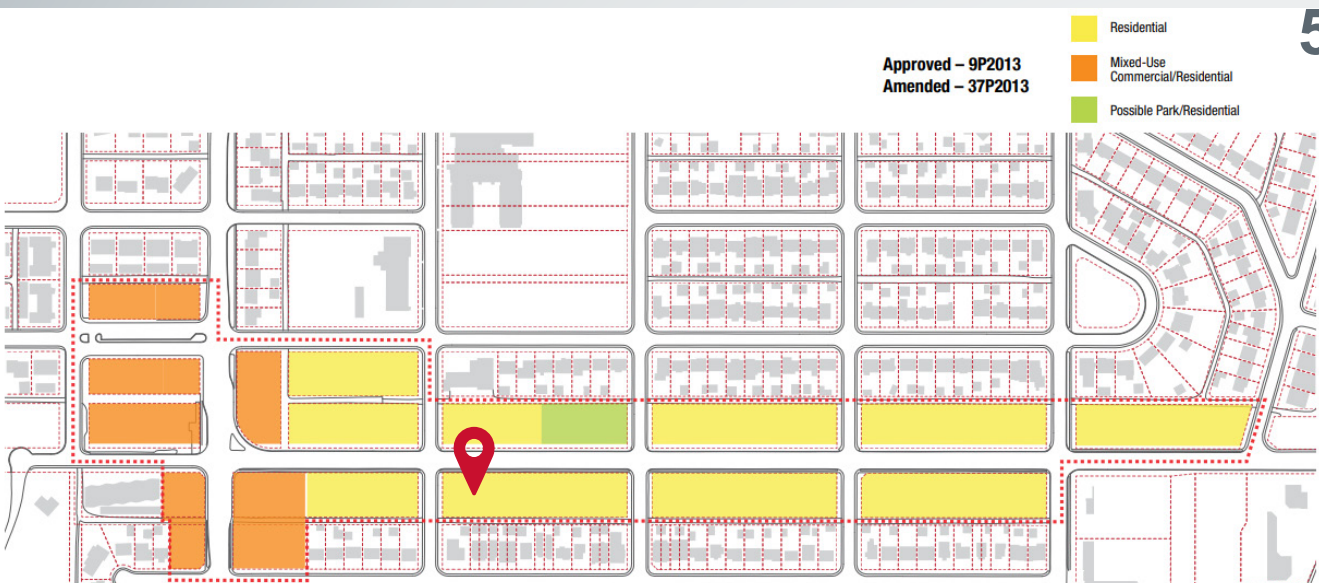 Approved – 9P2013
Amended – 37P2013
Residential
Mixed-Use
Commercial/Residential
Possible Park/Residential
5